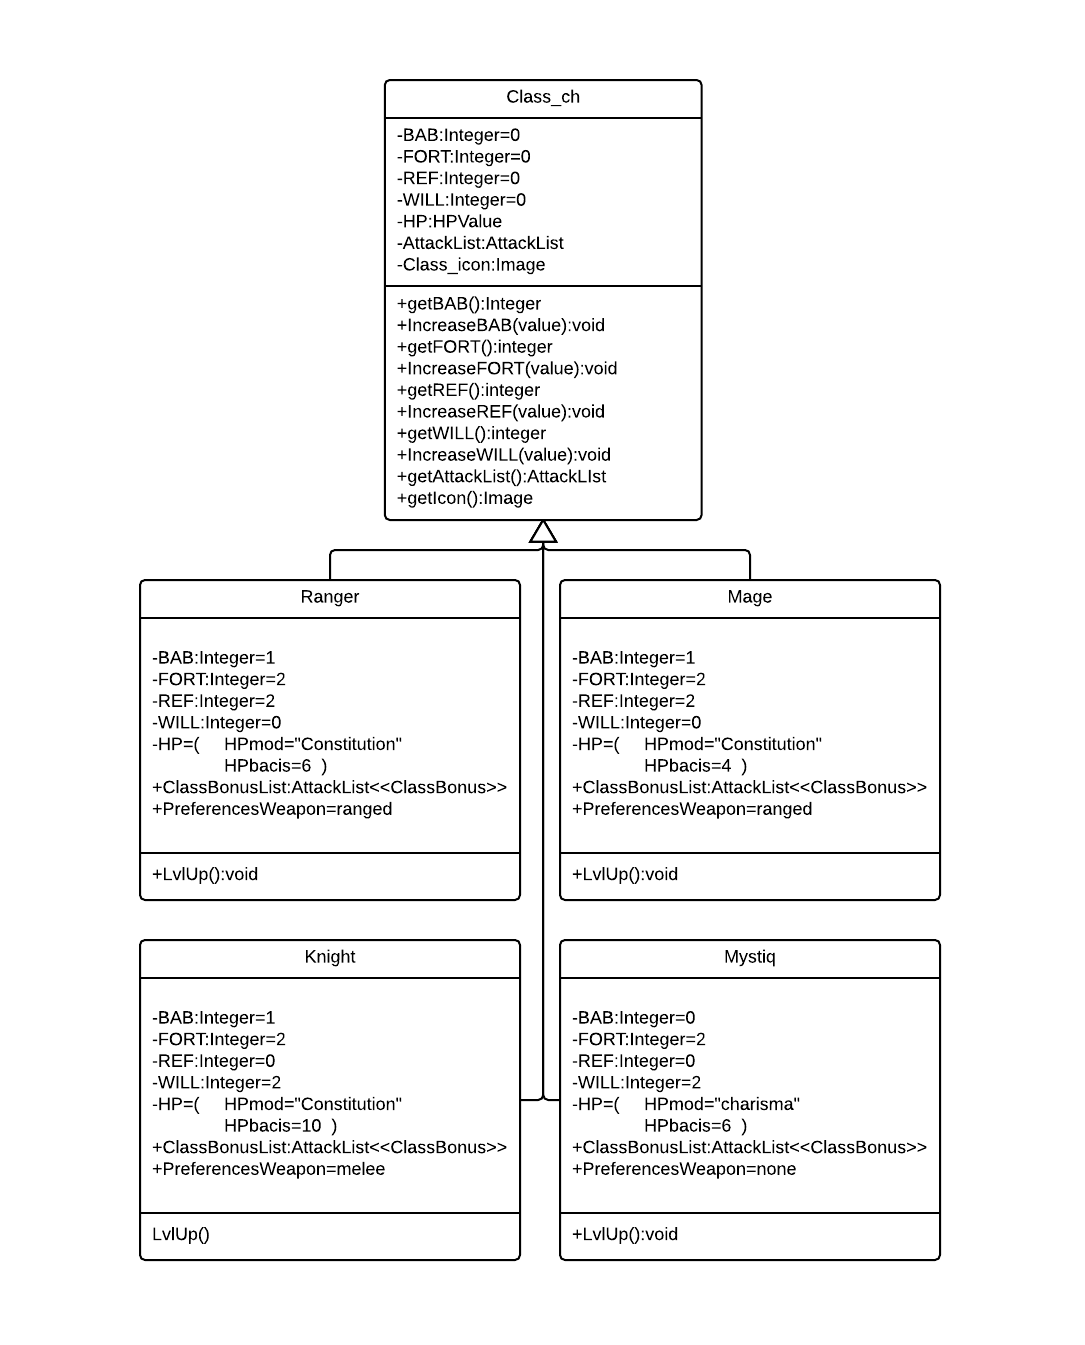 Class_ch
-BAB:Integer=0
-FORT:Integer=0
-REF:Integer=0
-WILL:Integer=0
-HP:HPValue
-AttackList:AttackList
-Class_icon:Image
+getBAB():Integer
+IncreaseBAB(value):void
+getFORT():integer
+IncreaseFORT(value):void
+getREF():integer
+IncreaseREF(value):void
+getWILL():integer
+IncreaseWILL(value):void
+getAttackList():AttackLIst
+getIcon():Image
Ranger
-BAB:Integer=1
-FORT:Integer=2
-REF:Integer=2
-WILL:Integer=0
-HP=( HPmod="Constitution"
HPbacis=6 )
+ClassBonusList:AttackList<<ClassBonus>>
+PreferencesWeapon=ranged
+LvlUp():void
Mage
-BAB:Integer=1
-FORT:Integer=2
-REF:Integer=2
-WILL:Integer=0
-HP=( HPmod="Constitution"
HPbacis=4 )
+ClassBonusList:AttackList<<ClassBonus>>
+PreferencesWeapon=ranged
+LvlUp():void
Knight
-BAB:Integer=1
-FORT:Integer=2
-REF:Integer=0
-WILL:Integer=2
-HP=( HPmod="Constitution"
HPbacis=10 )
+ClassBonusList:AttackList<<ClassBonus>>
+PreferencesWeapon=melee
LvlUp()
Mystiq
-BAB:Integer=0
-FORT:Integer=2
-REF:Integer=0
-WILL:Integer=2
-HP=( HPmod="charisma"
HPbacis=6 )
+ClassBonusList:AttackList<<ClassBonus>>
+PreferencesWeapon=none
+LvlUp():void